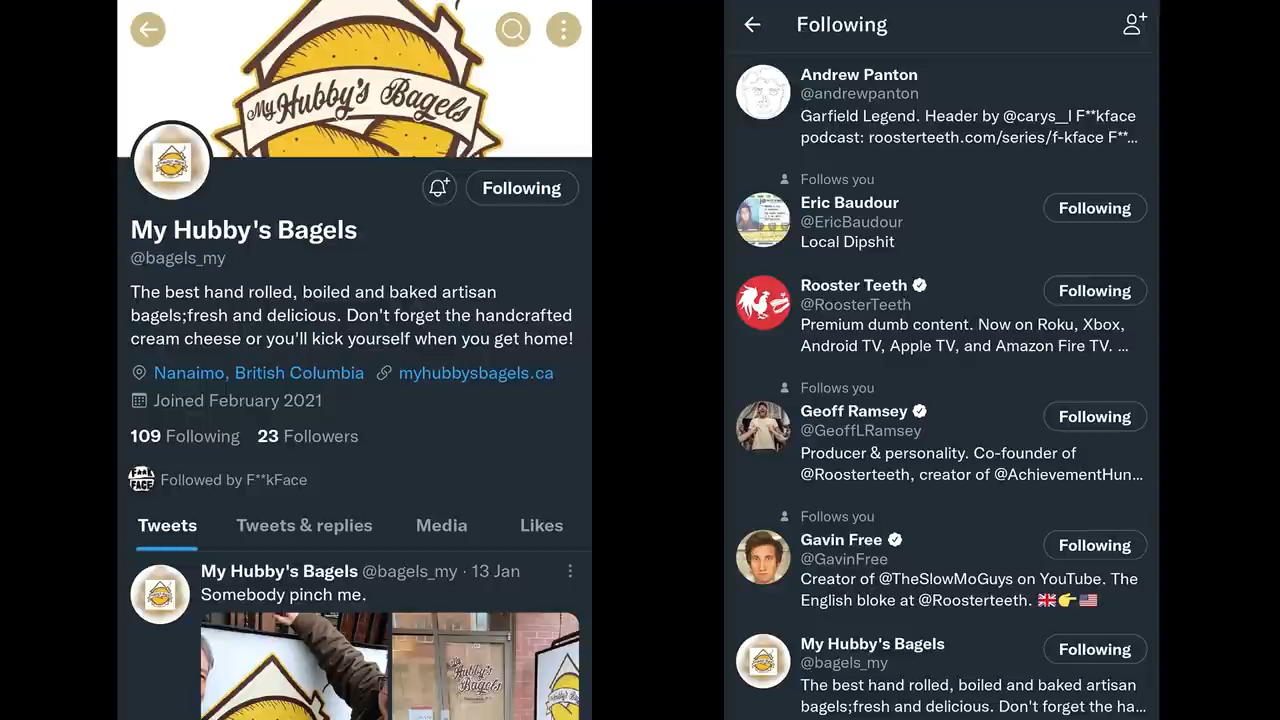 My Hubby's Bagels
Following
My Hubby's Bagels
@bagels_my
The best hand rolled, boiled and baked artisan
bagels;fresh and delicious. Don't forget the handcrafted
cream cheese or you'll kick yourself when you get home!
Nanaimo, British Columbia myhubbysbagels.ca
Joined February 2021
109 Following 23 Followers
Followed by F**kFace
Tweets Tweets & replies Media Likes
My Hubby's Bagels @bagels_my · 13 Jan
Somebody pinch me.
My Hubby's Bagels
Following
Andrew Panton
@andrewpanton
Garfield Legend. Header by @carys__l F**kface
podcast: roosterteeth.com/series/f-kface F**...
Follows you
Eric Baudour
Following
@EricBaudour
Local Dipshit
Rooster Teeth
Following
@RoosterTeeth
Premium dumb content. Now on Roku, Xbox,
Android TV, Apple TV, and Amazon Fire TV. ...
Follows you
Geoff Ramsey
Following
@GeoffLRamsey
Producer & personality. Co-founder of
@Roosterteeth, creator of @AchievementHun...
Follows you
Gavin Free
Following
@GavinFree
Creator of @TheSlowMoGuys on YouTube. The
English bloke at @Roosterteeth. 🇬🇧👉🇺🇸
My Hubby's Bagels
Following
@bagels_my
The best hand rolled, boiled and baked artisan
bagels;fresh and delicious. Don't forget the ha...